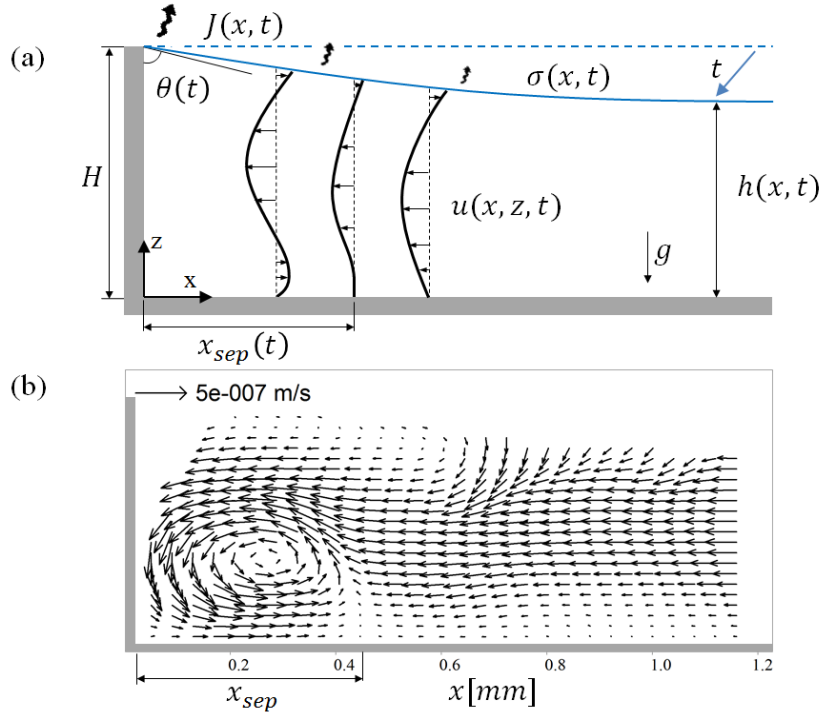 (a)
J(x, t)
θ(t)
σ(x, t)
t
H
u(x, z, t)
h(x, t)
g
z
x
x_sep(t)
(b)
5e-007 m/s
0.2 0.4 0.6 0.8 1.0 1.2
x_sep
x[mm]